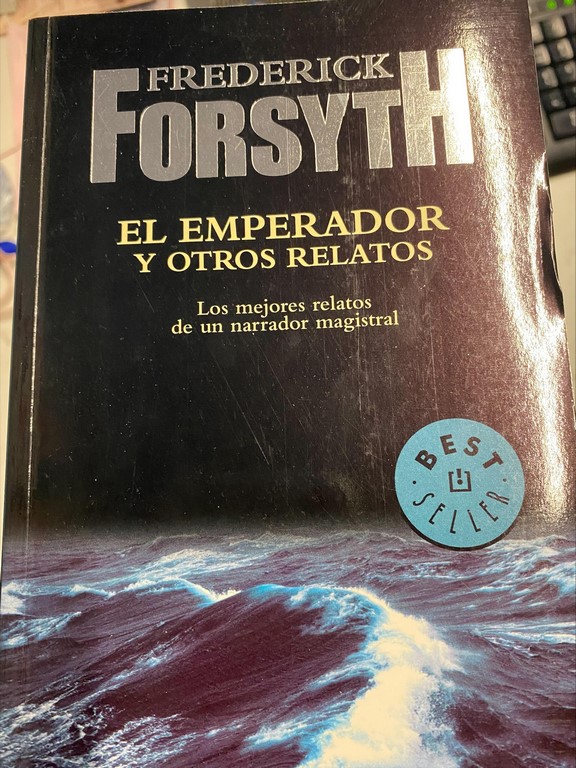 FREDERICK
FORSYTH
EL EMPERADOR
Y OTROS RELATOS
Los mejores relatos
de un narrador magistral
BEST
SELLER